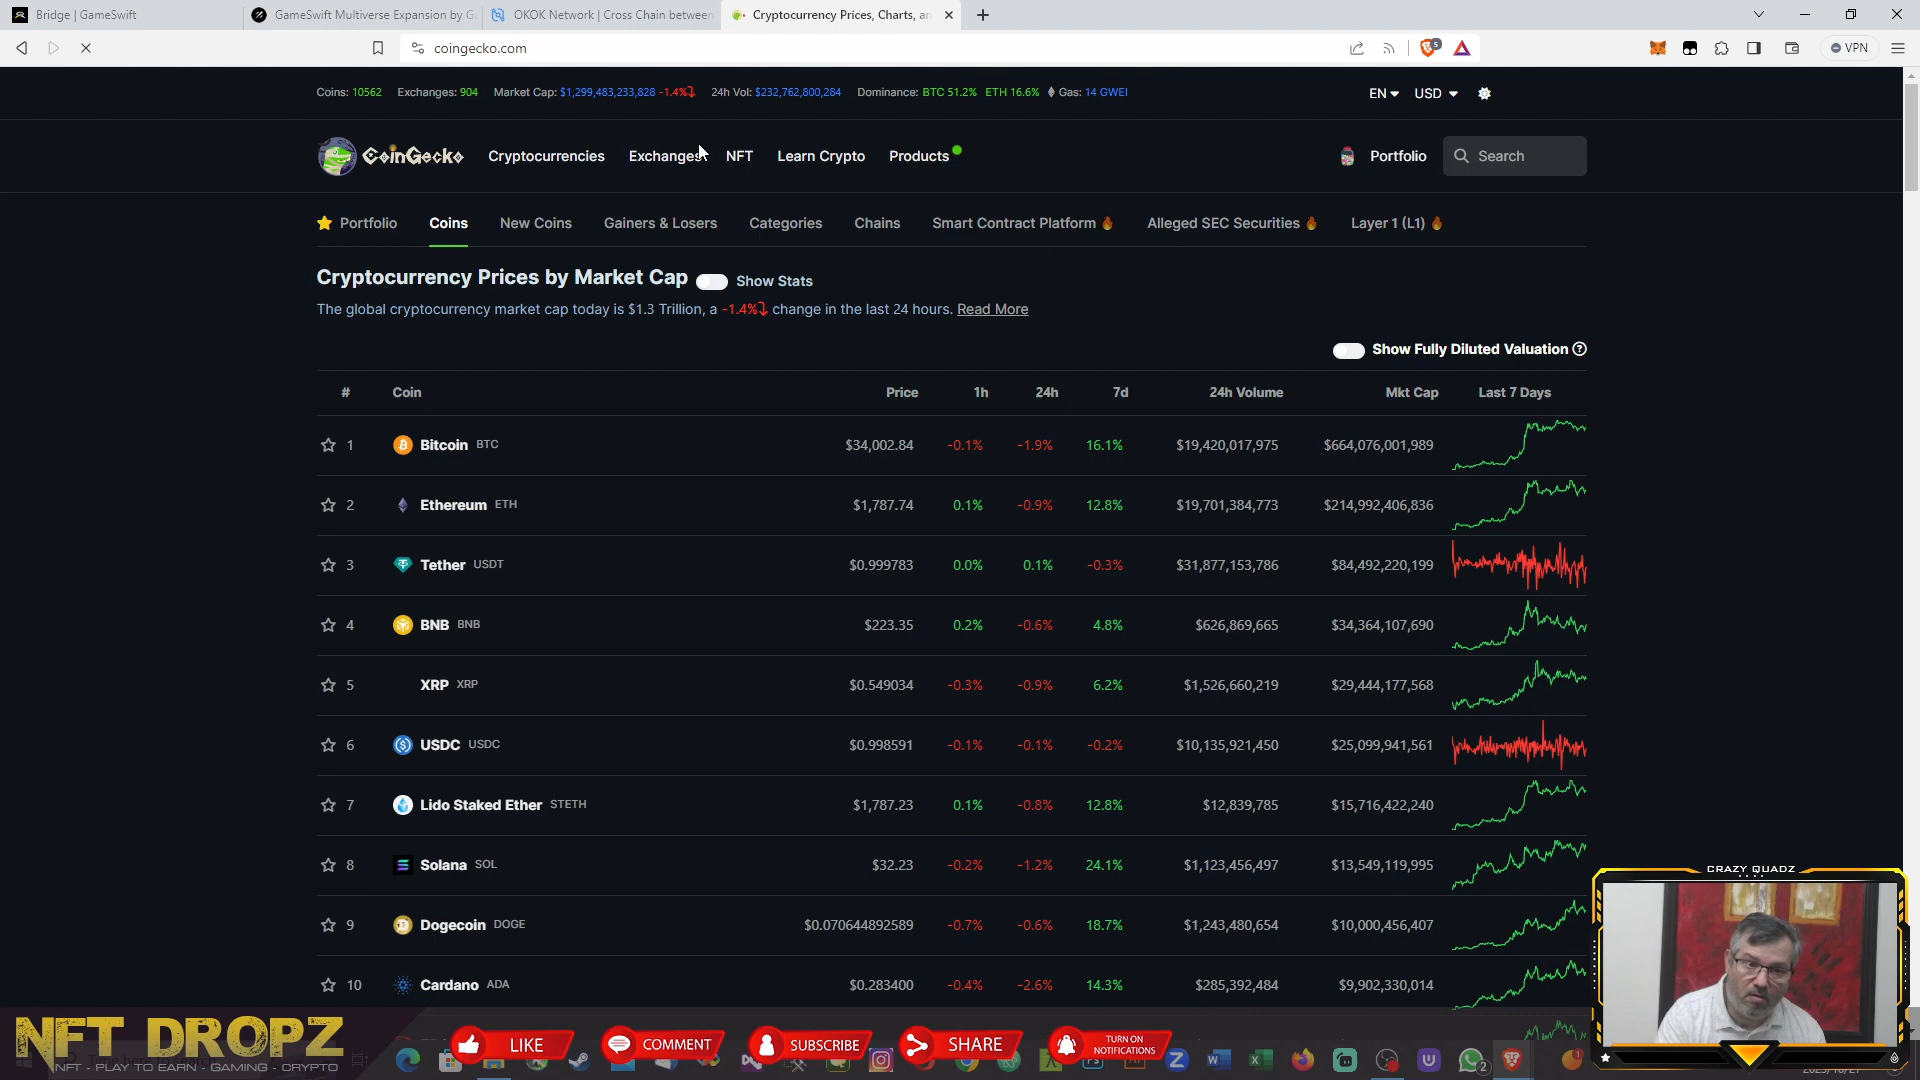 Bridge | GameSwift
GameSwift Multiverse Expansion by G
OKOK Network | Cross Chain between
Cryptocurrency Prices, Charts, an
coingecko.com
5
VPN
Coins: 10562 Exchanges: 904 Market Cap: $1,299,483,233,828 -1.4% 24h Vol: $232,762,800,284 Dominance: BTC 51.2% ETH 16.6% Gas: 14 GWEI
EN USD
CoinGecko
Cryptocurrencies Exchanges NFT Learn Crypto Products
Portfolio Search
Portfolio Coins New Coins Gainers & Losers Categories Chains Smart Contract Platform Alleged SEC Securities Layer 1 (L1)
Cryptocurrency Prices by Market Cap Show Stats
The global cryptocurrency market cap today is $1.3 Trillion, a -1.4% change in the last 24 hours. Read More
Show Fully Diluted Valuation
# Coin Price 1h 24h 7d 24h Volume Mkt Cap Last 7 Days
1 Bitcoin BTC $34,002.84 -0.1% -1.9% 16.1% $19,420,017,975 $664,076,001,989
2 Ethereum ETH $1,787.74 0.1% -0.9% 12.8% $19,701,384,773 $214,992,406,836
3 Tether USDT $0.999783 0.0% 0.1% -0.3% $31,877,153,786 $84,492,220,199
4 BNB BNB $223.35 0.2% -0.6% 4.8% $626,869,665 $34,364,107,690
5 XRP XRP $0.549034 -0.3% -0.9% 6.2% $1,526,660,219 $29,444,177,568
6 USDC USDC $0.998591 -0.1% -0.1% -0.2% $10,135,921,450 $25,099,941,561
7 Lido Staked Ether STETH $1,787.23 0.1% -0.8% 12.8% $12,839,785 $15,716,422,240
8 Solana SOL $32.23 -0.2% -1.2% 24.1% $1,123,456,497 $13,549,119,995
9 Dogecoin DOGE $0.070644892589 -0.7% -0.6% 18.7% $1,243,480,654 $10,000,456,407
10 Cardano ADA $0.283400 -0.4% -2.6% 14.3% $285,392,484 $9,902,330,014
CRAZY QUADZ
NFT DROPZ
NFT - PLAY TO EARN - GAMING - CRYPTO
LIKE
COMMENT
SUBSCRIBE
SHARE
TURN ON
NOTIFICATIONS
Type here to search